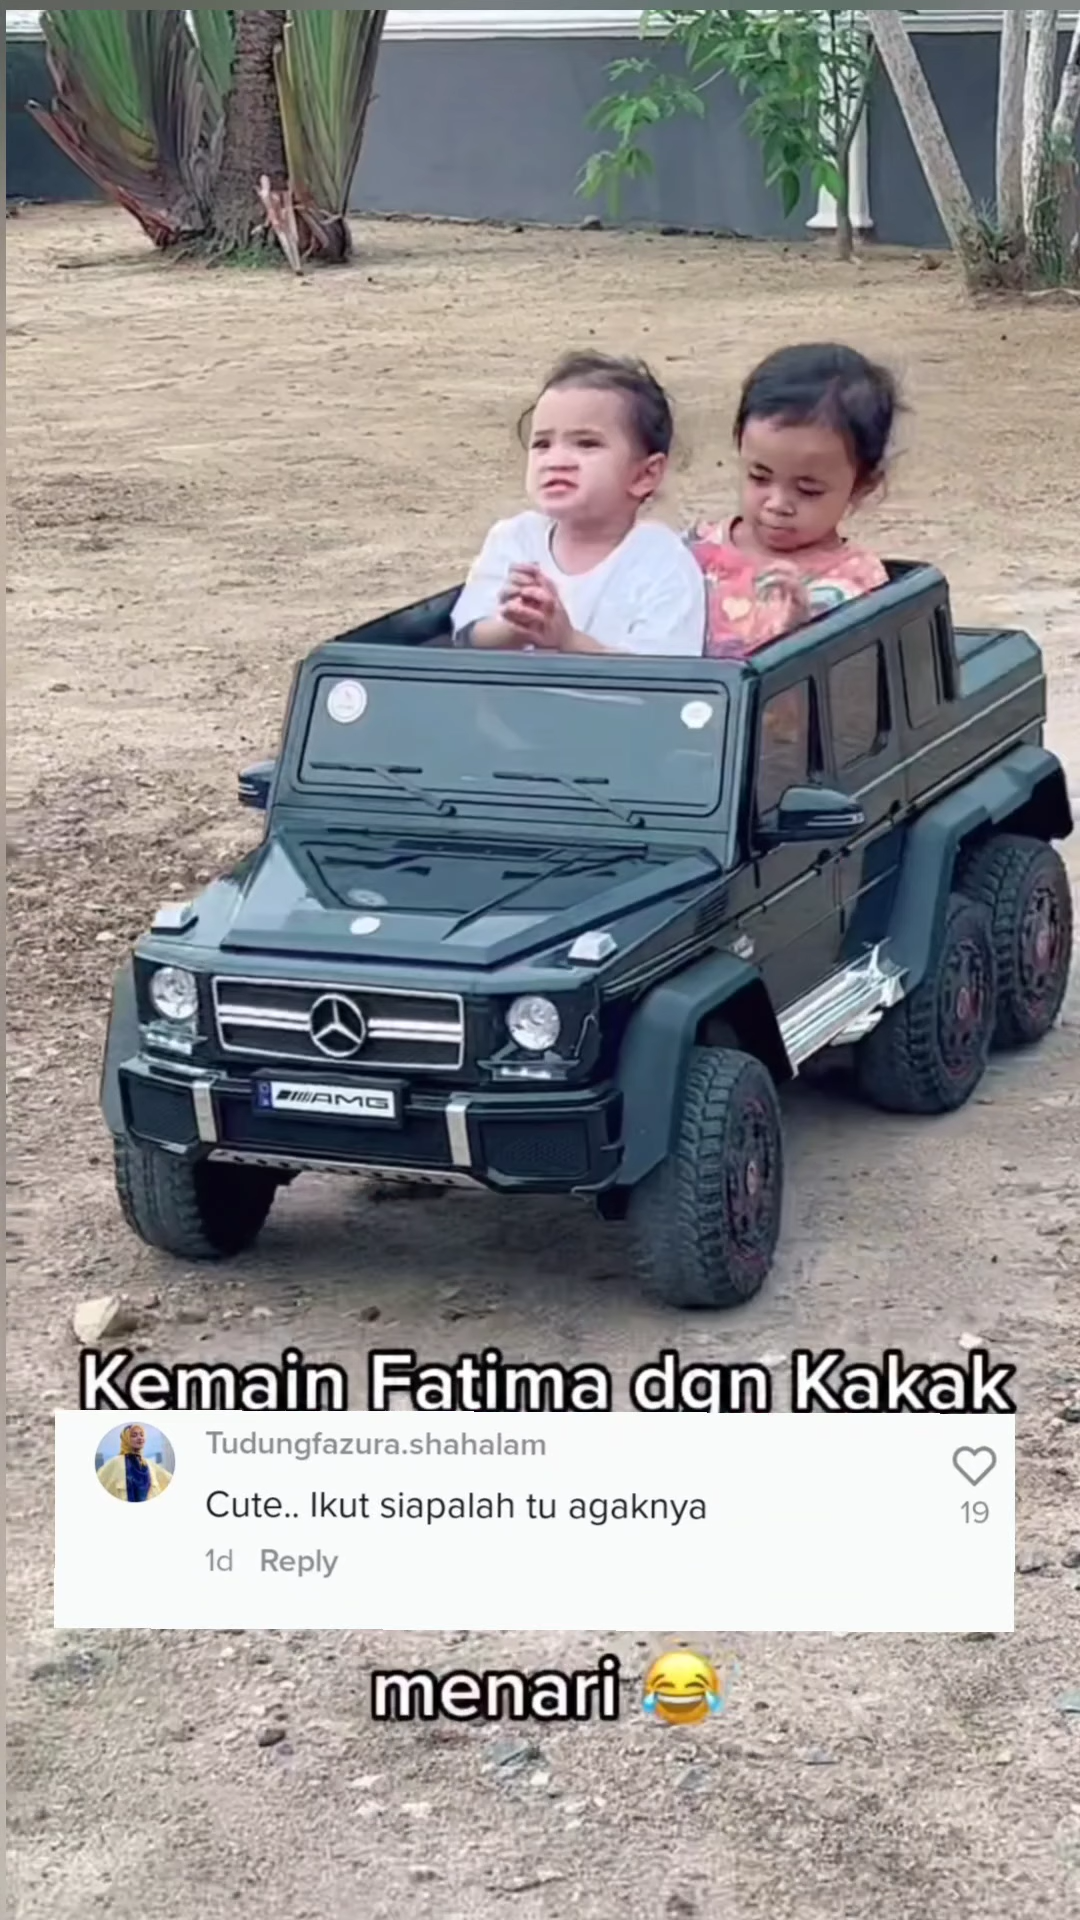 AMG
Kemain Fatima dgn Kakak
Tudungfazura.shahalam
Cute.. Ikut siapalah tu agaknya
19
1d Reply
menari 😂